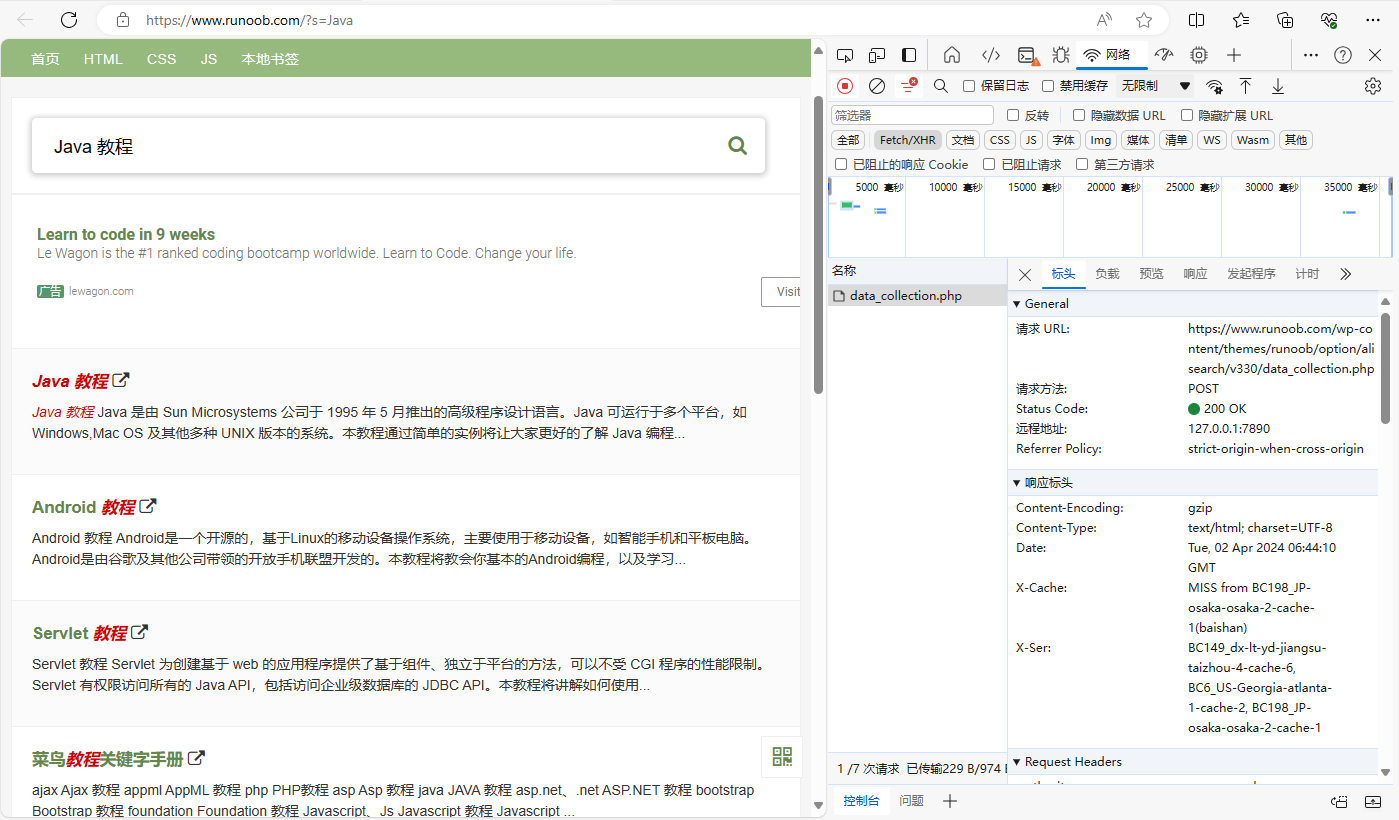 https://www.runoob.com/?s=Java
首页 HTML CSS JS 本地书签
Java 教程
Learn to code in 9 weeks
Le Wagon is the #1 ranked coding bootcamp worldwide. Learn to Code. Change your life.
广告 lewagon.com
Visit
Java 教程
Java 教程 Java 是由 Sun Microsystems 公司于 1995 年 5 月推出的高级程序设计语言。Java 可运行于多个平台，如
Windows,Mac OS 及其他多种 UNIX 版本的系统。本教程通过简单的实例将让大家更好的了解 Java 编程...
Android 教程
Android 教程 Android是一个开源的，基于Linux的移动设备操作系统，主要使用于移动设备，如智能手机和平板电脑。
Android是由谷歌及其他公司带领的开放手机联盟开发的。本教程将教会你基本的Android编程，以及学习...
Servlet 教程
Servlet 教程 Servlet 为创建基于 web 的应用程序提供了基于组件、独立于平台的方法，可以不受 CGI 程序的性能限制。
Servlet 有权限访问所有的 Java API，包括访问企业级数据库的 JDBC API。本教程将讲解如何使用...
菜鸟教程关键字手册
ajax Ajax 教程 appml AppML 教程 php PHP教程 asp Asp 教程 java JAVA 教程 asp.net、.net ASP.NET 教程 bootstrap
Bootstrap 教程 foundation Foundation 教程 Javascript、Js Javascript 教程 Javascript ...
网络
保留日志 禁用缓存 无限制
筛选器 反转 隐藏数据 URL 隐藏扩展 URL
全部 Fetch/XHR 文档 CSS JS 字体 Img 媒体 清单 WS Wasm 其他
已阻止的响应 Cookie 已阻止请求 第三方请求
5000 毫秒 10000 毫秒 15000 毫秒 20000 毫秒 25000 毫秒 30000 毫秒 35000 毫秒
名称
data_collection.php
标头 负载 预览 响应 发起程序 计时
General
请求 URL: https://www.runoob.com/wp-co
ntent/themes/runoob/option/ali
search/v330/data_collection.php
请求方法: POST
Status Code: 200 OK
远程地址: 127.0.0.1:7890
Referrer Policy: strict-origin-when-cross-origin
响应标头
Content-Encoding: gzip
Content-Type: text/html; charset=UTF-8
Date: Tue, 02 Apr 2024 06:44:10
GMT
X-Cache: MISS from BC198_JP-
osaka-osaka-2-cache-
1(baishan)
X-Ser: BC149_dx-lt-yd-jiangsu-
taizhou-4-cache-6,
BC6_US-Georgia-atlanta-
1-cache-2, BC198_JP-
osaka-osaka-2-cache-1
Request Headers
1 /7 次请求 已传输229 B/974 B
控制台 问题